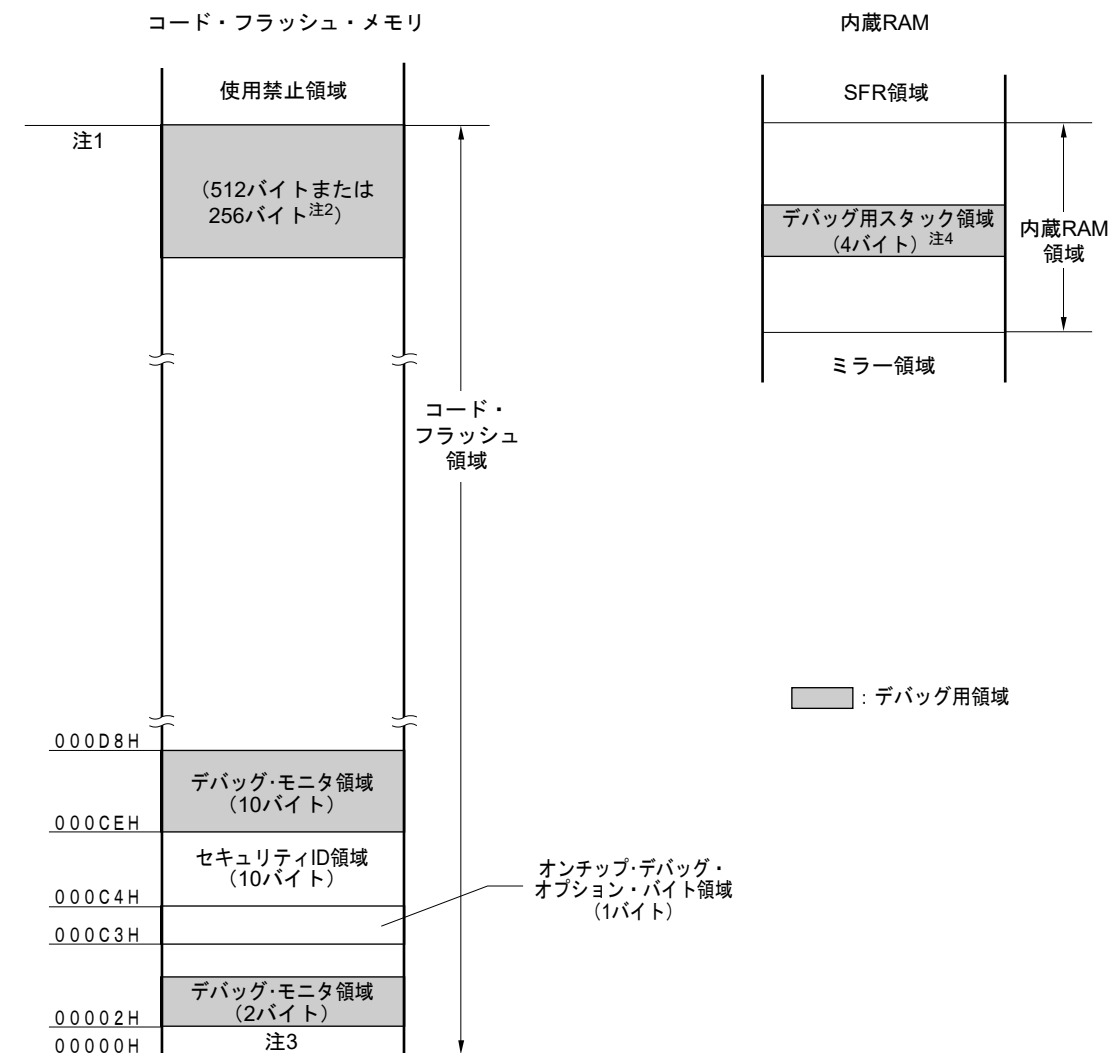 コード・フラッシュ・メモリ
使用禁止領域
注1
（512バイトまたは
256バイト注2）
コード・
フラッシュ
領域
000D8H
デバッグ・モニタ領域
（10バイト）
000CEH
セキュリティID領域
（10バイト）
000C4H
000C3H
オンチップ・デバッグ・
オプション・バイト領域
（1バイト）
デバッグ・モニタ領域
（2バイト）
00002H
注3
00000H
内蔵RAM
SFR領域
デバッグ用スタック領域
（4バイト）注4
内蔵RAM
領域
ミラー領域
：デバッグ用領域